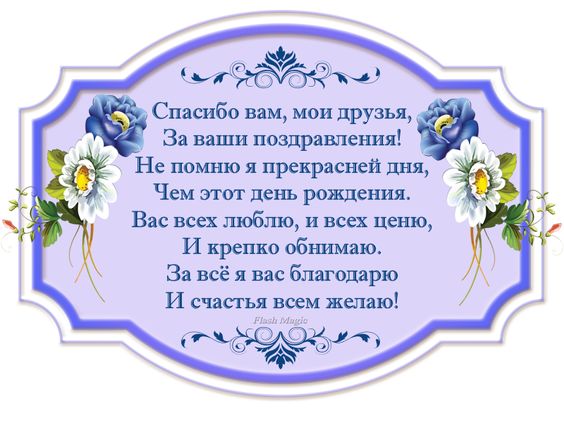 Спасибо вам, мои друзья,
За ваши поздравления!
Не помню я прекрасней дня,
Чем этот день рождения.
Вас всех люблю, и всех ценю,
И крепко обнимаю.
За всё я вас благодарю
И счастья всем желаю!
Flash Magic